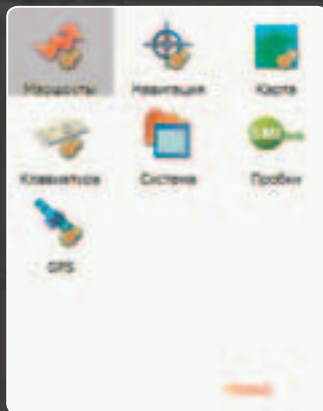 Маршруты Навигация Карта
Клавиатура Система Пробки
GPS